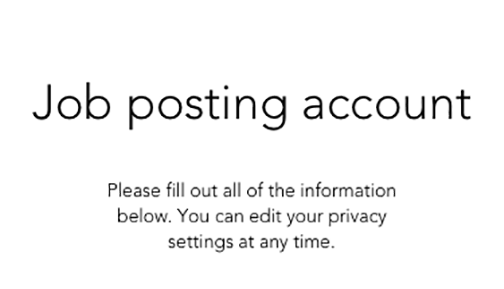 Job posting account
Please fill out all of the information
below. You can edit your privacy
settings at any time.